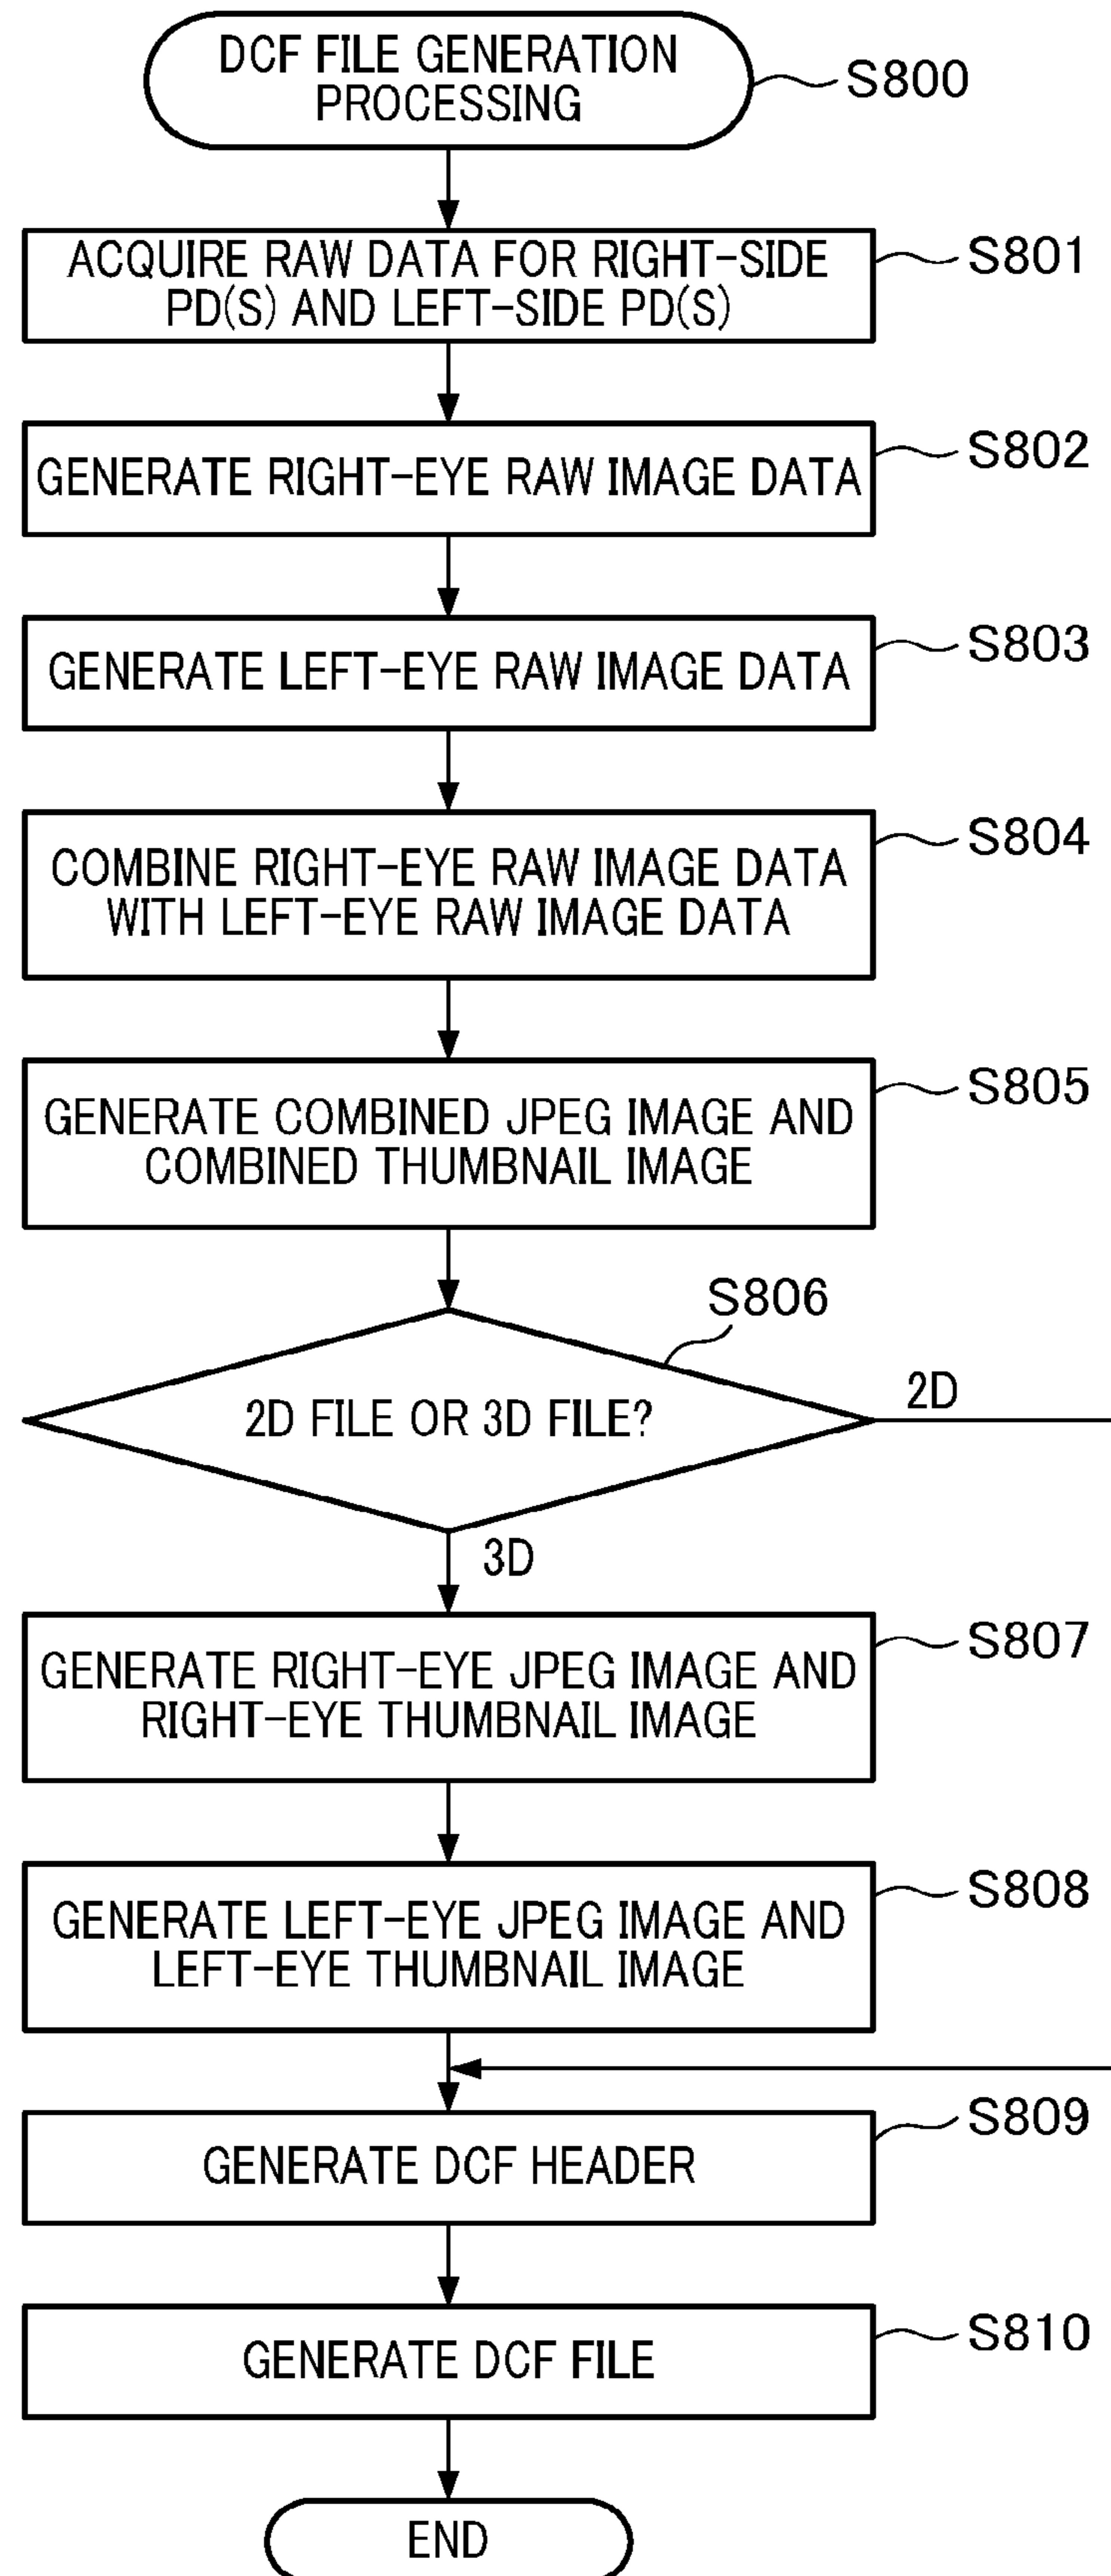 DCF FILE GENERATION
PROCESSING
S800
ACQUIRE RAW DATA FOR RIGHT-SIDE
PD(S) AND LEFT-SIDE PD(S)
S801
GENERATE RIGHT-EYE RAW IMAGE DATA
S802
GENERATE LEFT-EYE RAW IMAGE DATA
S803
COMBINE RIGHT-EYE RAW IMAGE DATA
WITH LEFT-EYE RAW IMAGE DATA
S804
GENERATE COMBINED JPEG IMAGE AND
COMBINED THUMBNAIL IMAGE
S805
S806
2D FILE OR 3D FILE?
2D
3D
GENERATE RIGHT-EYE JPEG IMAGE AND
RIGHT-EYE THUMBNAIL IMAGE
S807
GENERATE LEFT-EYE JPEG IMAGE AND
LEFT-EYE THUMBNAIL IMAGE
S808
GENERATE DCF HEADER
S809
GENERATE DCF FILE
S810
END